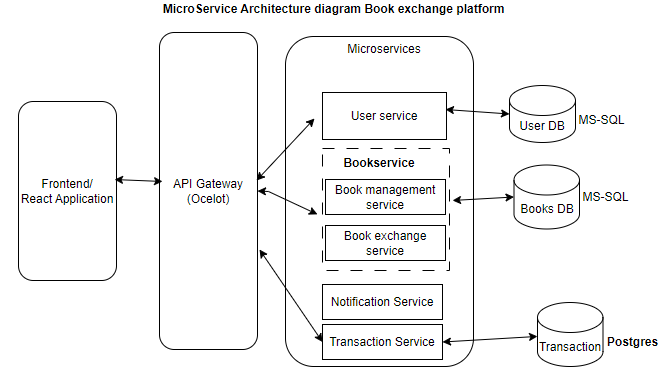 MicroService Architecture diagram Book exchange platform
Microservices
User service
User DB
MS-SQL
Bookservice
Frontend/
React Application
API Gateway
(Ocelot)
Book management
service
Books DB
MS-SQL
Book exchange
service
Notification Service
Transaction Service
Transaction
Postgres